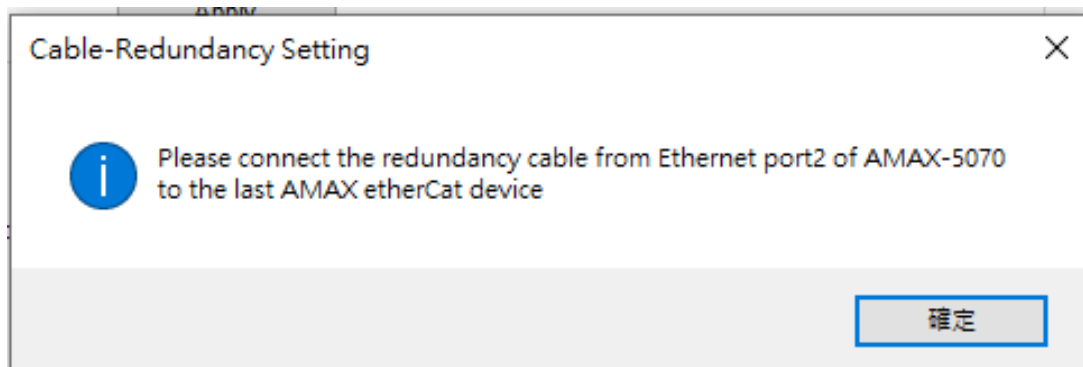 Apply
Cable-Redundancy Setting
Please connect the redundancy cable from Ethernet port2 of AMAX-5070
to the last AMAX etherCat device
確定